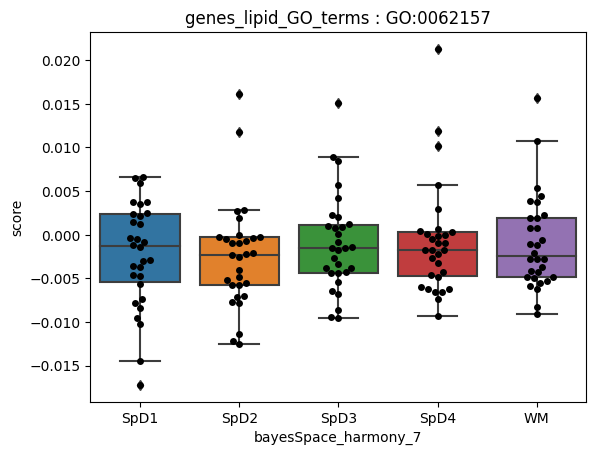 genes_lipid_GO_terms : GO:0062157
0.020
0.015
0.010
0.005
0.000
−0.005
−0.010
−0.015
score
SpD1 SpD2 SpD3 SpD4 WM
bayesSpace_harmony_7